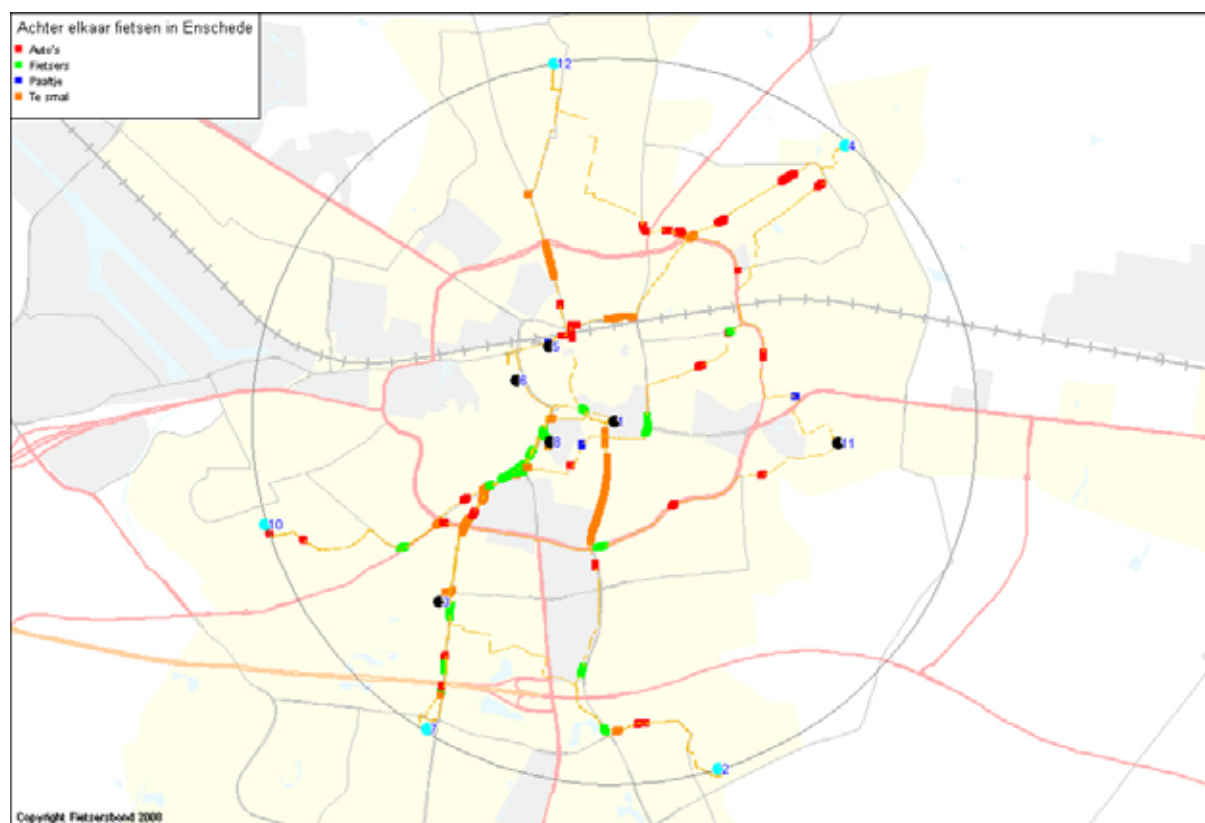 Achter elkaar fietsen in Enschede
Auto's
Fietsers
Paaltje
Te smal
12
4
5
6
1
8
11
10
3
7
2
Copyright Fietsersbond 2008